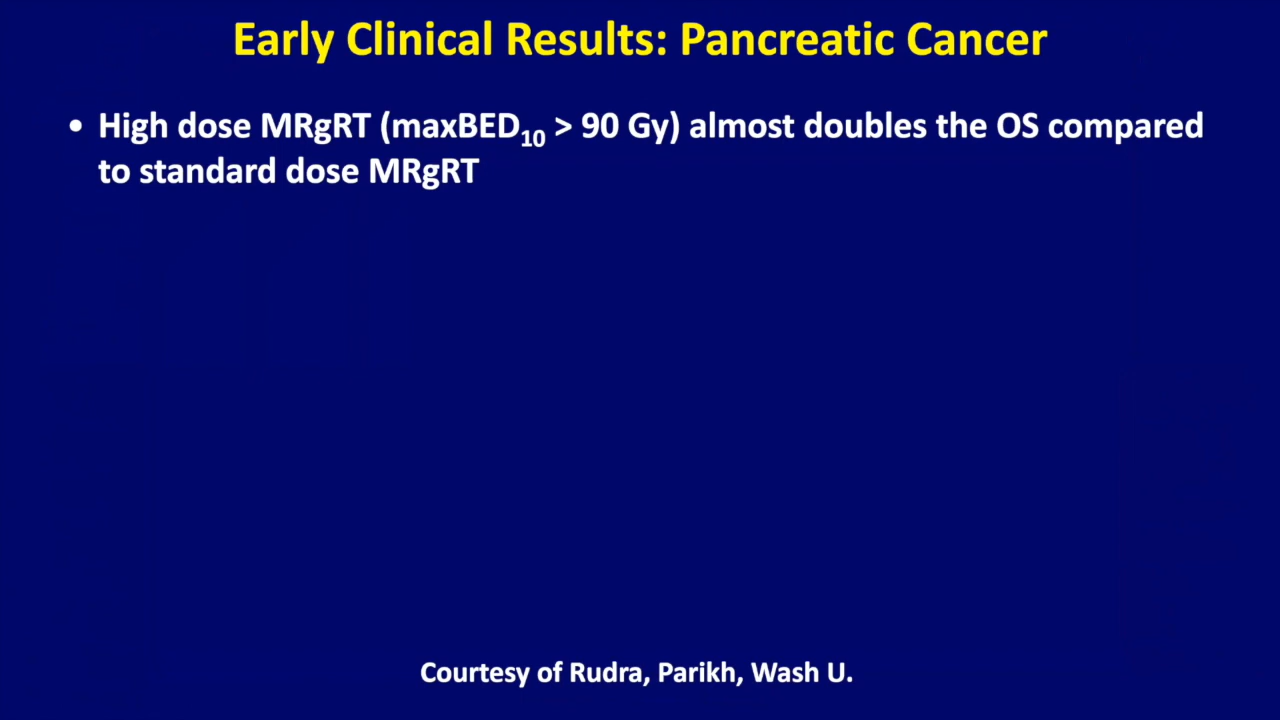 Early Clinical Results: Pancreatic Cancer
• High dose MRgRT (maxBED₁₀ > 90 Gy) almost doubles the OS compared
to standard dose MRgRT
Courtesy of Rudra, Parikh, Wash U.